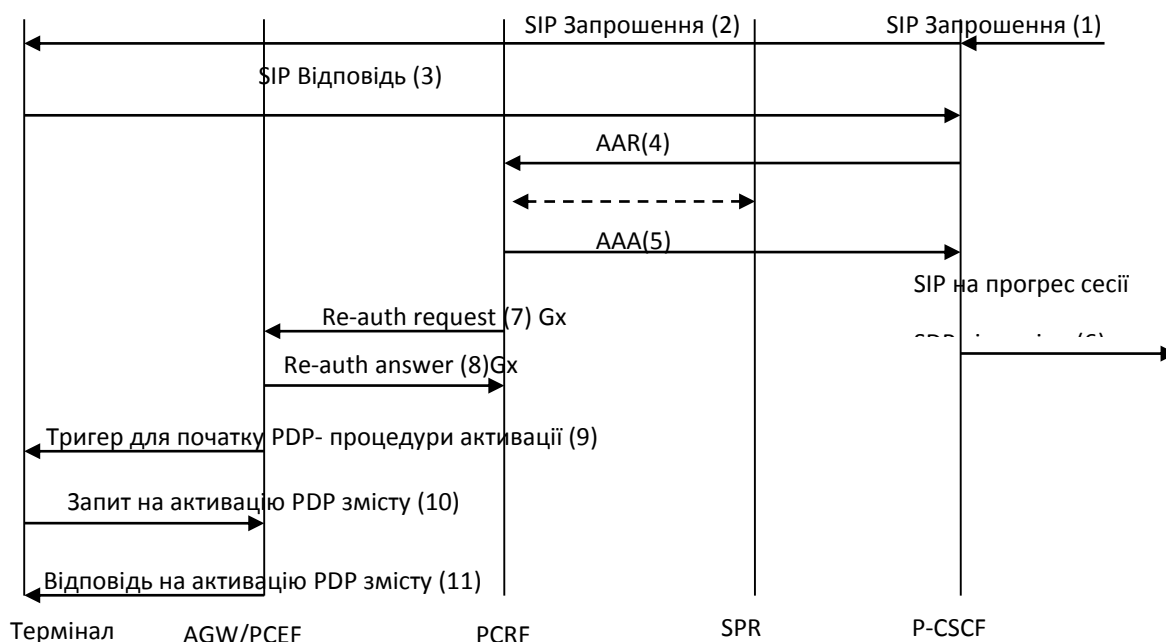 SIP Запрошення (2)
SIP Запрошення (1)
SIP Відповідь (3)
AAR(4)
AAA(5)
SIP на прогрес сесії
Re-auth request (7) Gx
Re-auth answer (8)Gx
Тригер для початку PDP- процедури активації (9)
Запит на активацію PDP змісту (10)
Відповідь на активацію PDP змісту (11)
Термінал
AGW/PCEF
PCRF
SPR
P-CSCF